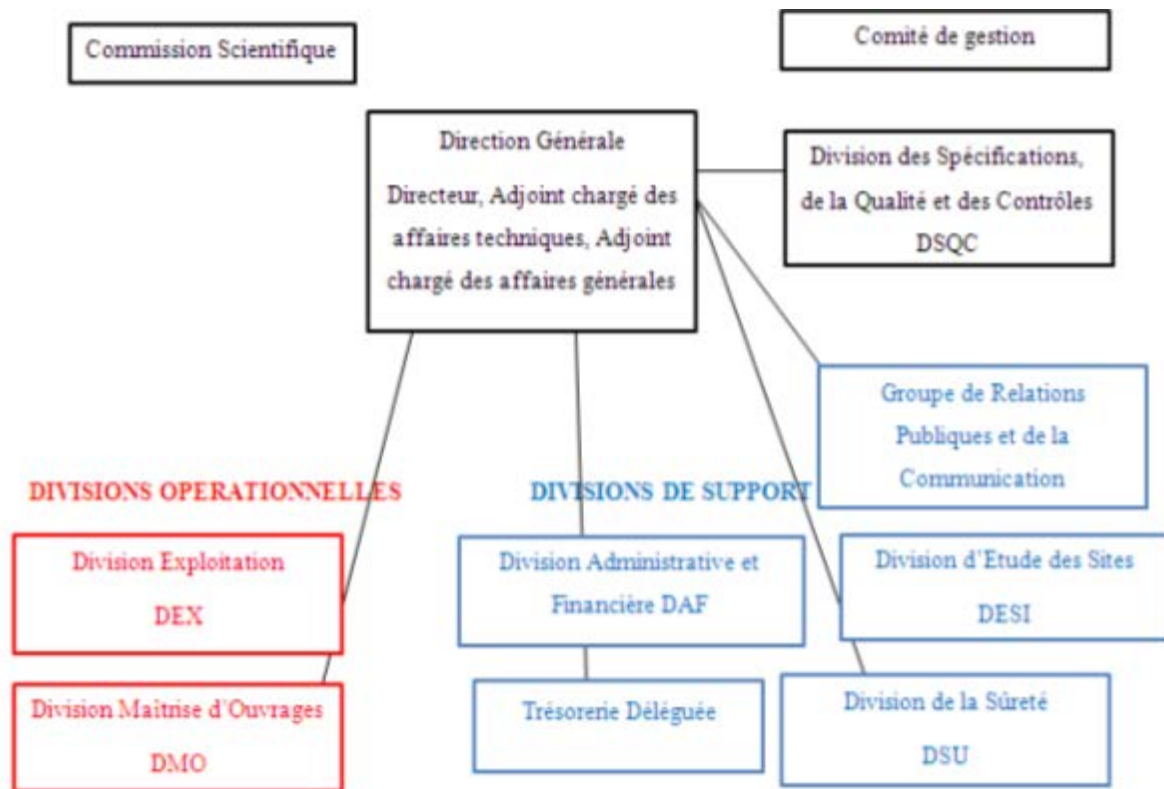 Commission Scientifique
Comité de gestion
Direction Générale
Directeur, Adjoint chargé des
affaires techniques, Adjoint
chargé des affaires générales
Division des Spécifications,
de la Qualité et des Contrôles
DSQC
Groupe de Relations
Publiques et de la
Communication
DIVISIONS OPERATIONNELLES
DIVISIONS DE SUPPORT
Division Exploitation
DEX
Division Administrative et
Financière DAF
Division d'Etude des Sites
DESI
Division Maîtrise d'Ouvrages
DMO
Trésorerie Déléguée
Division de la Sûreté
DSU